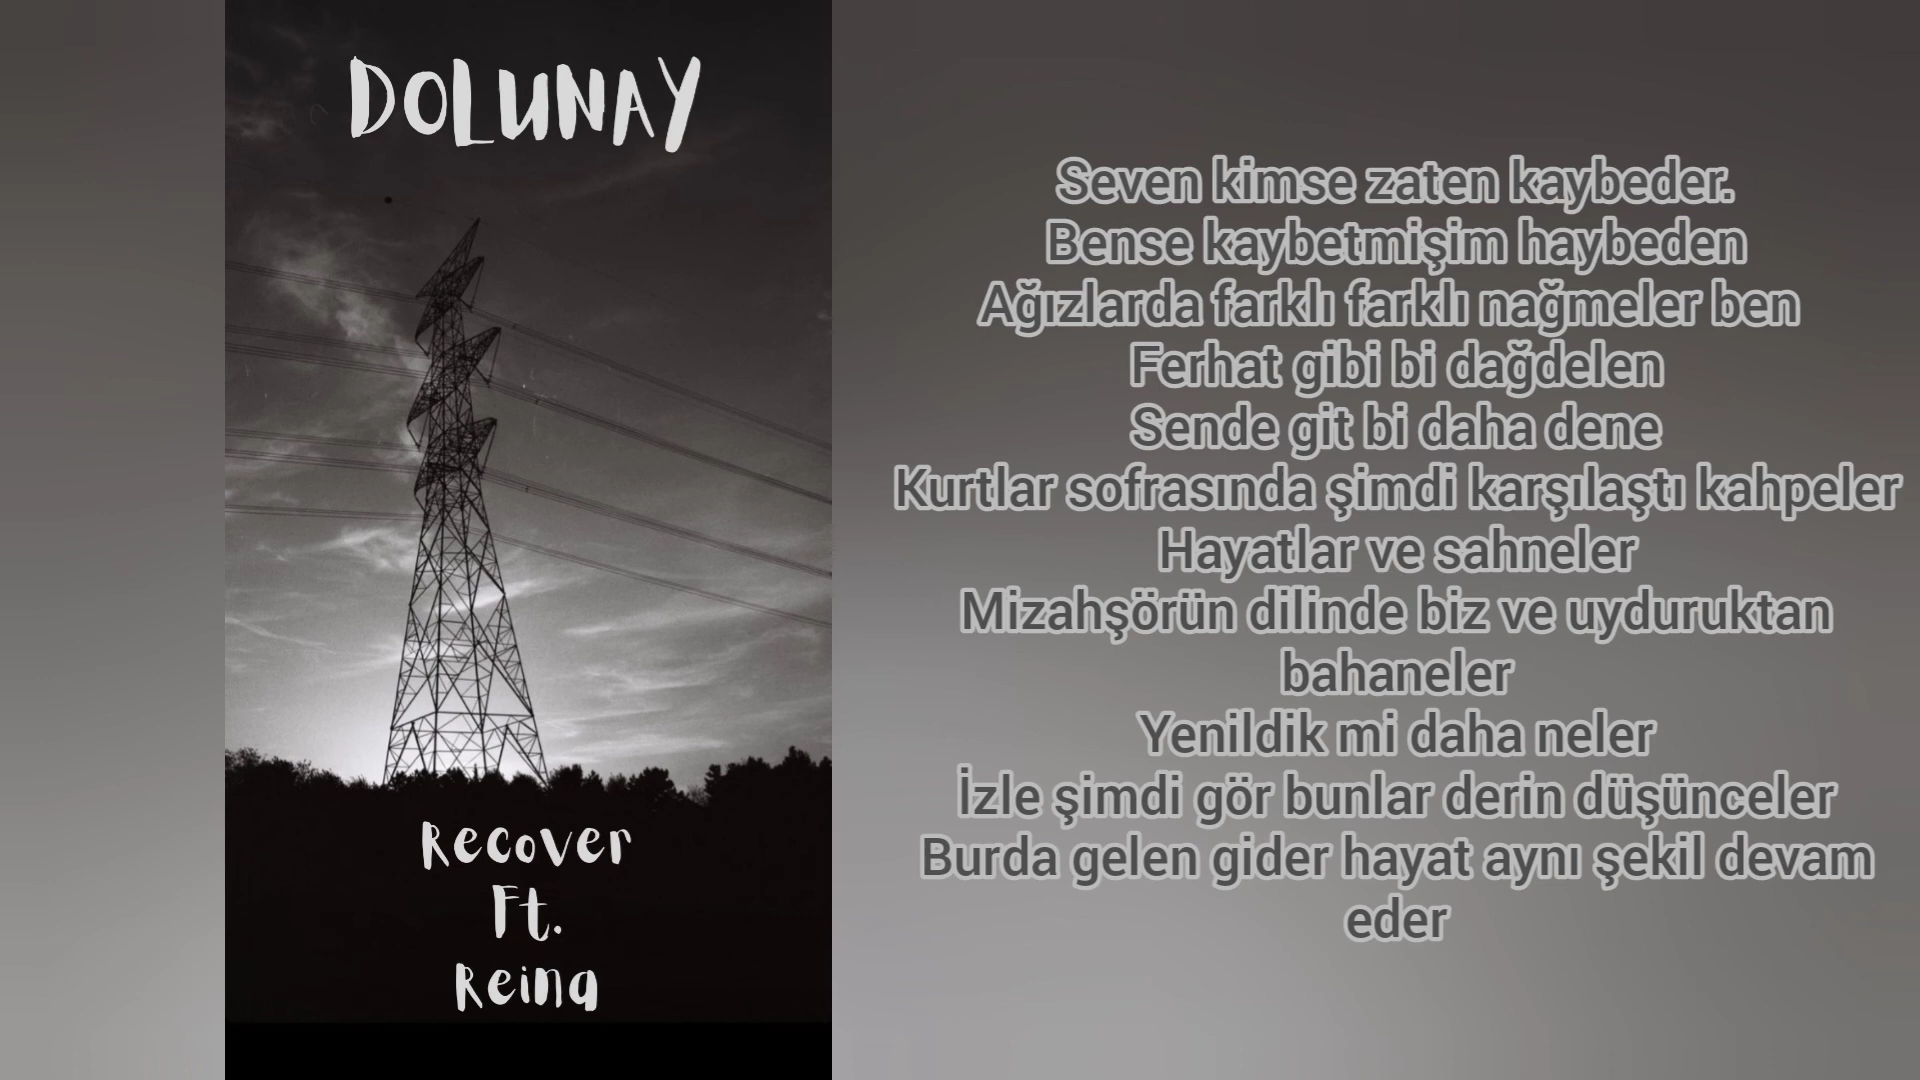 DOLUNAY
Recover
Ft.
Reina
Seven kimse zaten kaybeder.
Bense kaybetmişim haybeden
Ağızlarda farklı farklı nağmeler ben
Ferhat gibi bi dağdelen
Sende git bi daha dene
Kurtlar sofrasında şimdi karşılaştı kahpeler
Hayatlar ve sahneler
Mizahşörün dilinde biz ve uyduruktan
bahaneler
Yenildik mi daha neler
İzle şimdi gör bunlar derin düşünceler
Burda gelen gider hayat aynı şekil devam
eder